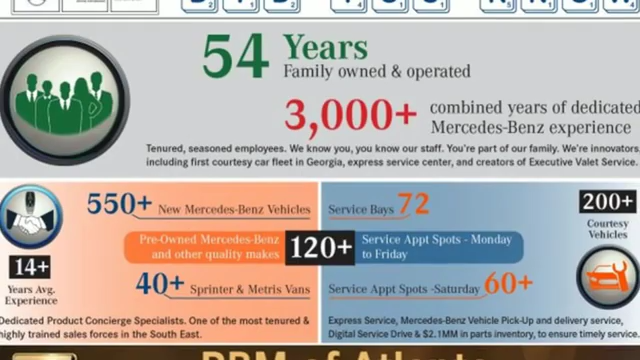 DID YOU KNOW
54 Years
Family owned & operated
3,000+ combined years of dedicated
Mercedes-Benz experience
Tenured, seasoned employees. We know you, you know our staff. You're part of our family. We're innovators,
including first courtesy car fleet in Georgia, express service center, and creators of Executive Valet Service.
550+ New Mercedes-Benz Vehicles
Pre-Owned Mercedes-Benz
and other quality makes
120+
40+ Sprinter & Metris Vans
14+
Years Avg.
Experience
Dedicated Product Concierge Specialists. One of the most tenured &
highly trained sales forces in the South East.
Service Bays 72
Service Appt Spots - Monday
to Friday
Service Appt Spots -Saturday 60+
200+
Courtesy
Vehicles
Express Service, Mercedes-Benz Vehicle Pick-Up and delivery service,
Digital Service Drive & $2.1MM in parts inventory, to ensure timely service.
of Atlanta